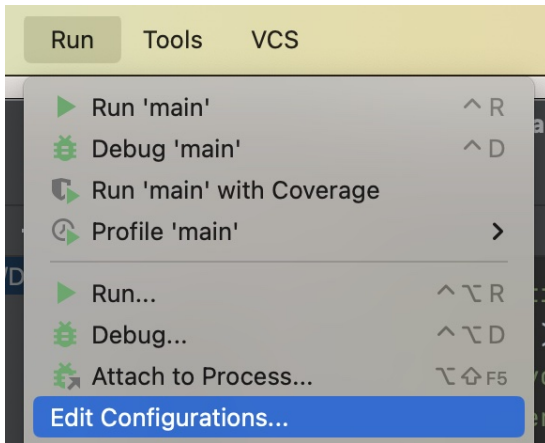 Run Tools VCS
Run 'main' ^ R
Debug 'main' ^ D
Run 'main' with Coverage
Profile 'main'
Run... ^ ⌥ R
Debug... ^ ⌥ D
Attach to Process... ⌥ ⇧ F5
Edit Configurations...